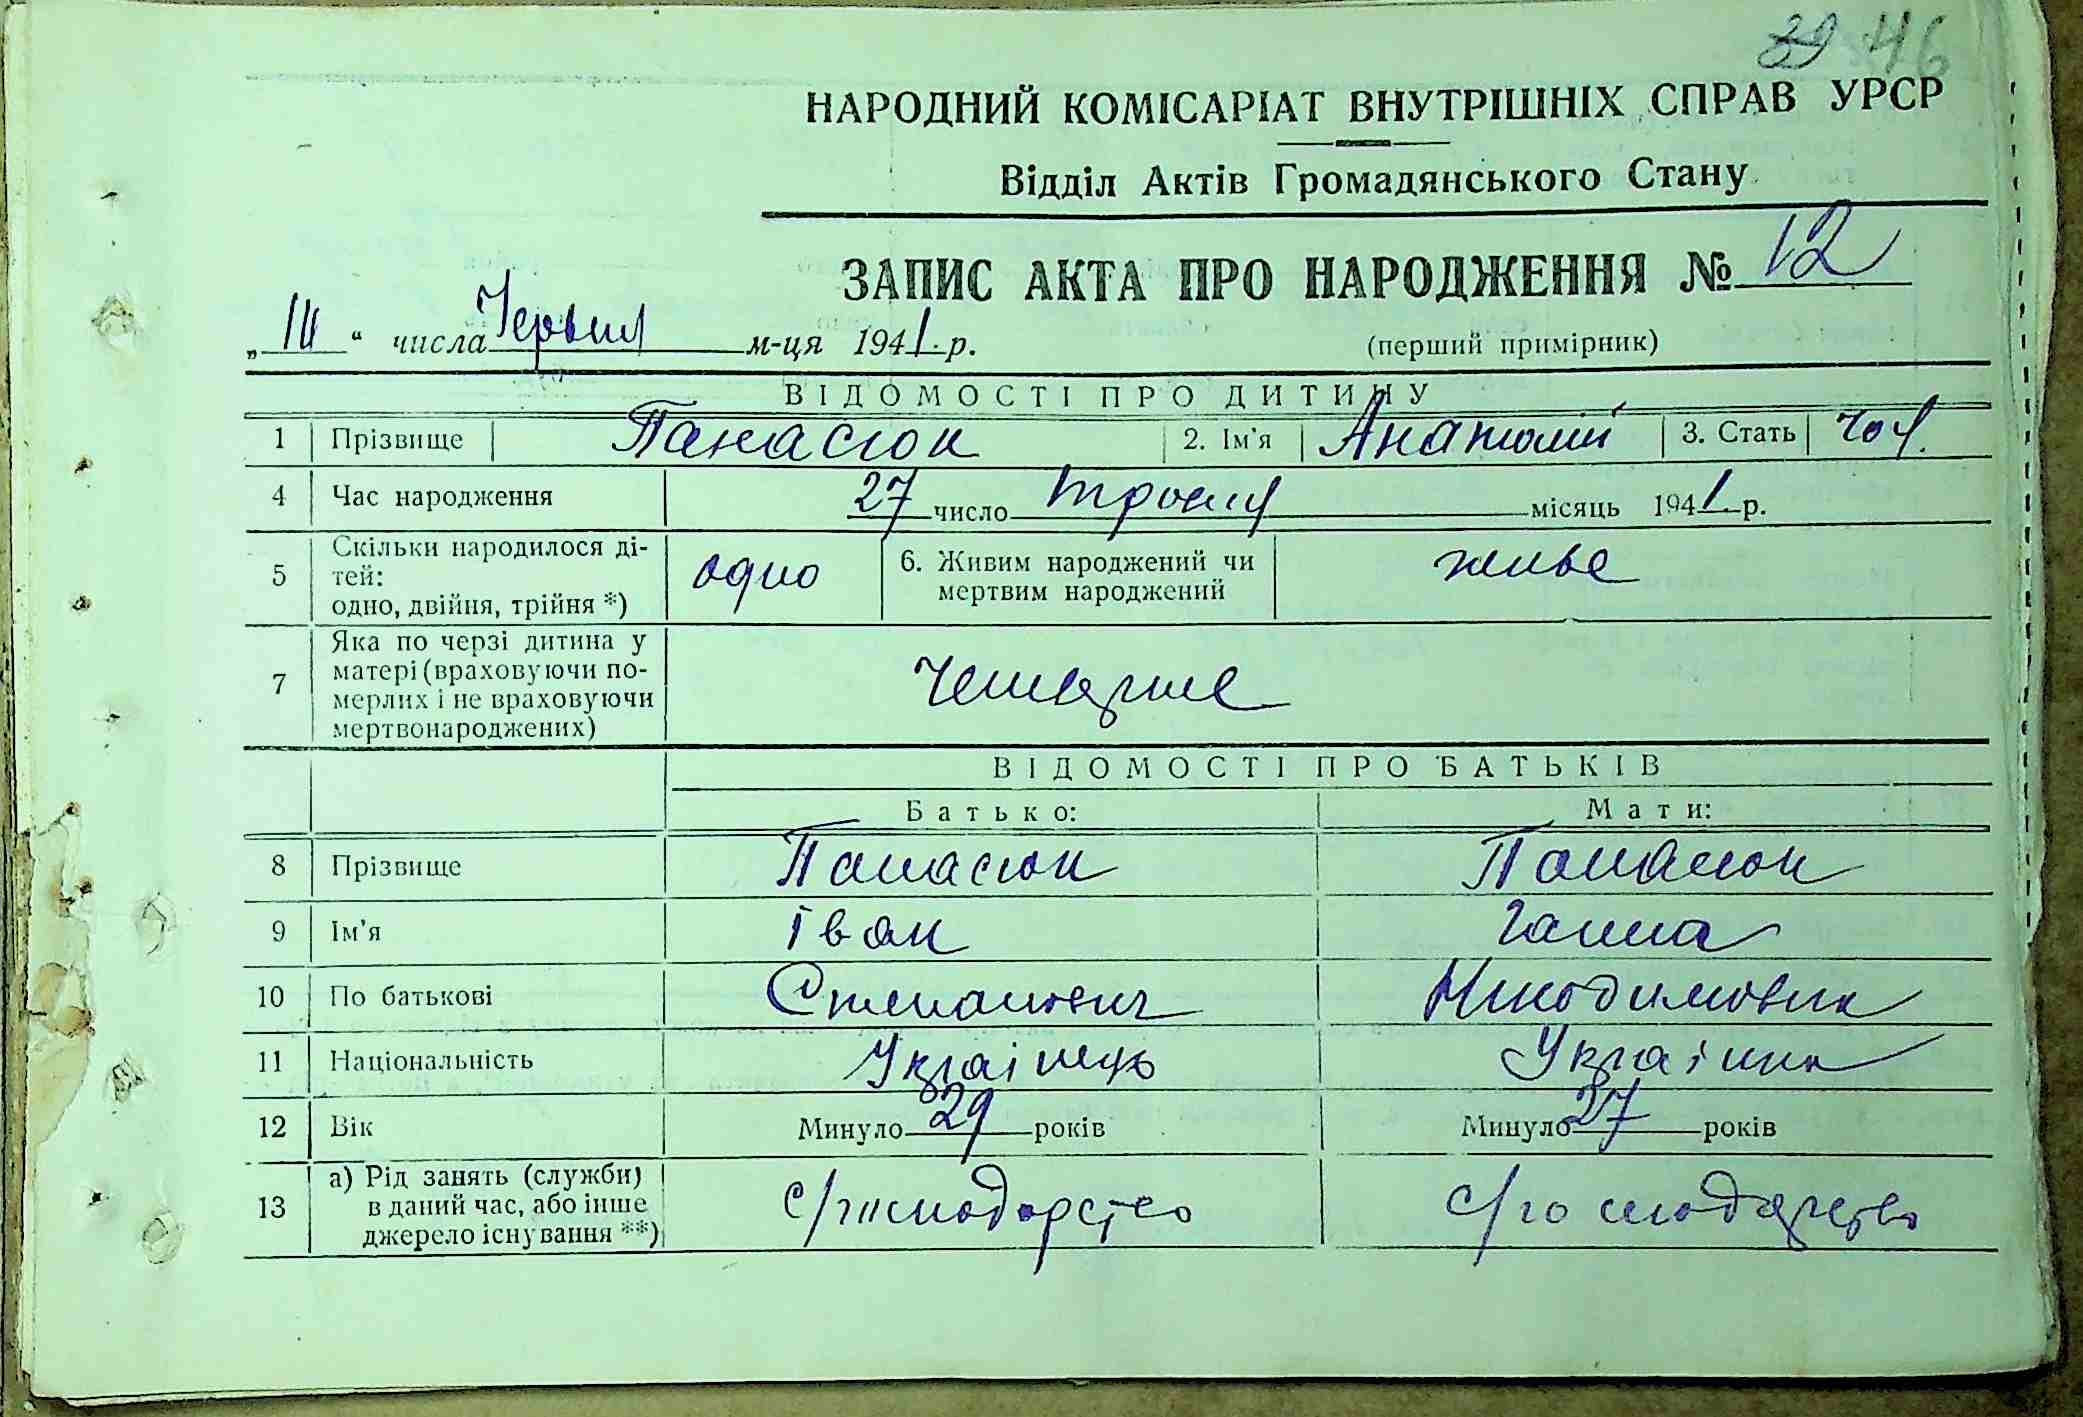 46
НАРОДНИЙ КОМІСАРІАТ ВНУТРІШНІХ СПРАВ УРСР
Відділ Актів Громадянського Стану
ЗАПИС АКТА ПРО НАРОДЖЕННЯ № 12
„ " числа Червня м-ця 1941 р. (перший примірник)
ВІДОМОСТІ ПРО ДИТИНУ
1 Прізвище Панасюк 2. Ім'я Анатолій 3. Стать чол.
4 Час народження 27 число травня місяць 1941 р.
5 Скільки народилося ді-
тей:
одно, двійня, трійня *) одно 6. Живим народжений чи
мертвим народжений живе
7 Яка по черзі дитина у
матері (враховуючи по-
мерлих і не враховуючи
мертвонароджених) Четверте
ВІДОМОСТІ ПРО БАТЬКІВ
Батько: Мати:
8 Прізвище Панасюк Панасюк
9 Ім'я Іван Ганна
10 По батькові Степанович Никодимовна
11 Національність Українець Українка
12 Вік Минуло 29 років Минуло 27 років
13 а) Рід занять (служби)
в даний час, або інше
джерело існування **) с/господарство с/господарство